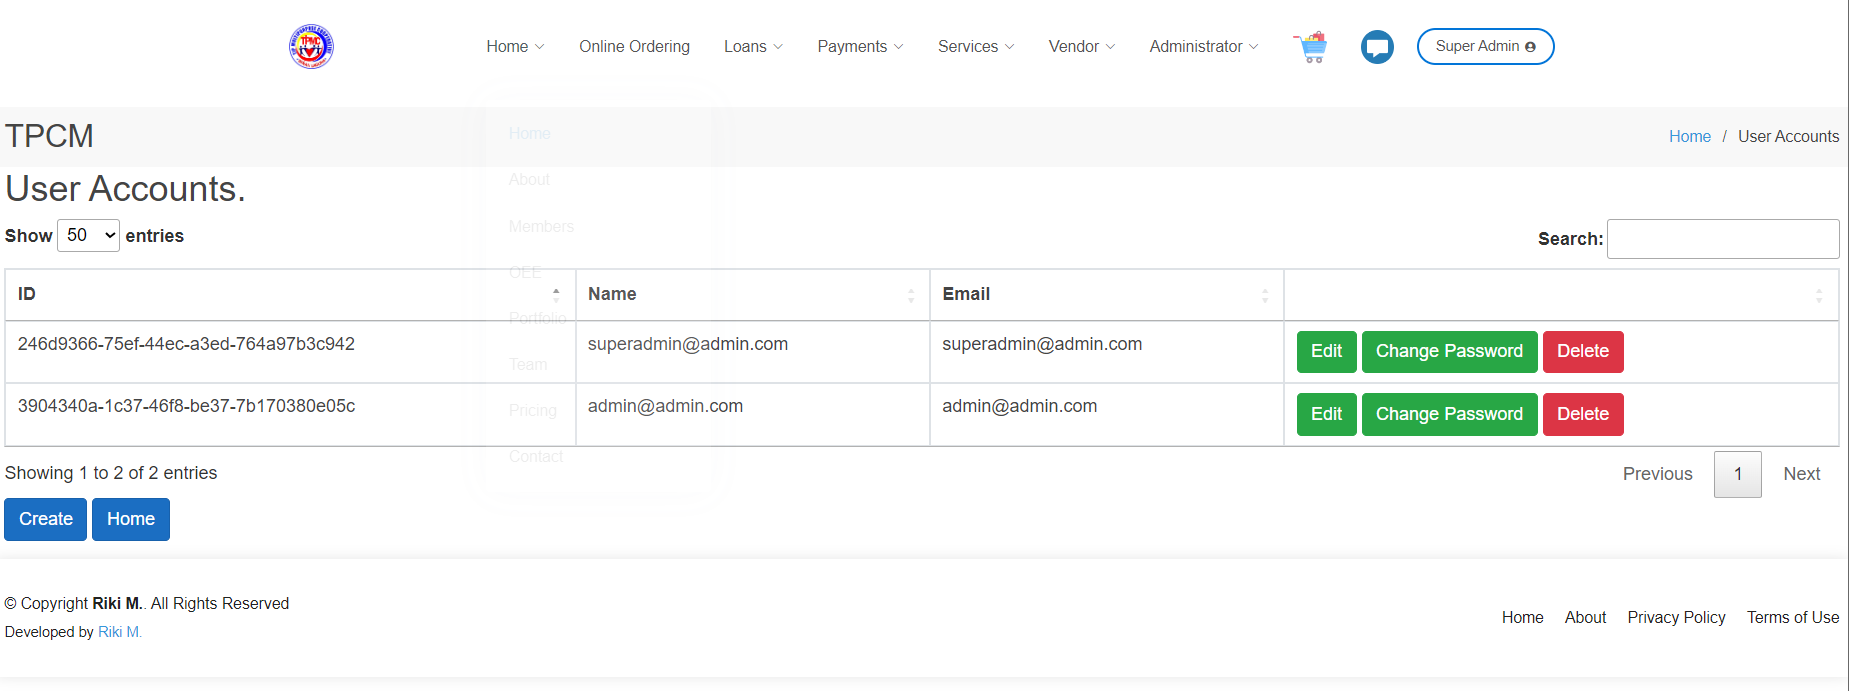 TPMC
Home Online Ordering Loans Payments Services Vendor Administrator Super Admin
Home
About
Members
OEE
Portfolio
Team
Pricing
Contact
TPCM
Home / User Accounts
User Accounts.
Show 50 entries
Search:
ID Name Email
246d9366-75ef-44ec-a3ed-764a97b3c942 superadmin@admin.com superadmin@admin.com Edit Change Password Delete
3904340a-1c37-46f8-be37-7b170380e05c admin@admin.com admin@admin.com Edit Change Password Delete
Showing 1 to 2 of 2 entries
Previous 1 Next
Create Home
© Copyright Riki M.. All Rights Reserved
Developed by Riki M.
Home About Privacy Policy Terms of Use